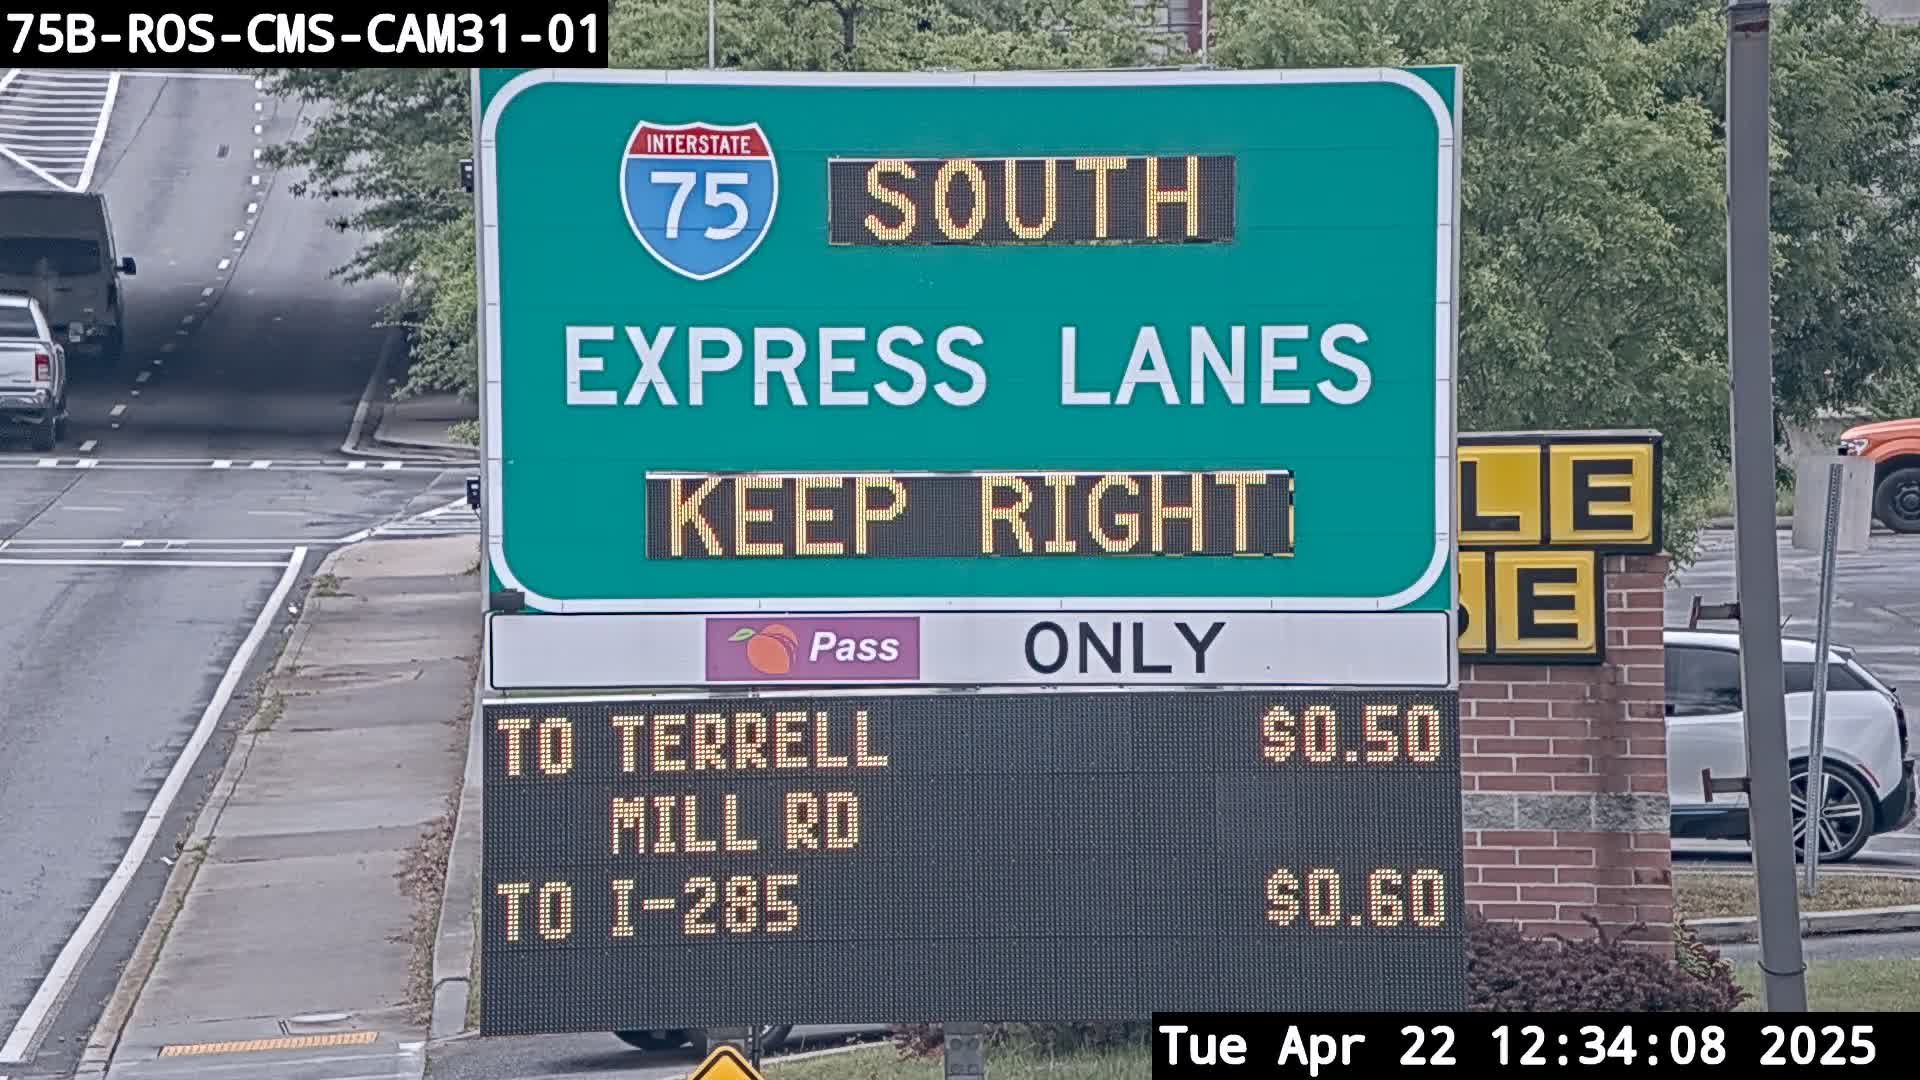 75B-ROS-CMS-CAM31-01
INTERSTATE
75
SOUTH
EXPRESS LANES
KEEP RIGHT
Pass ONLY
TO TERRELL $0.50
MILL RD
TO I-285 $0.60
LE
E
Tue Apr 22 12:34:08 2025